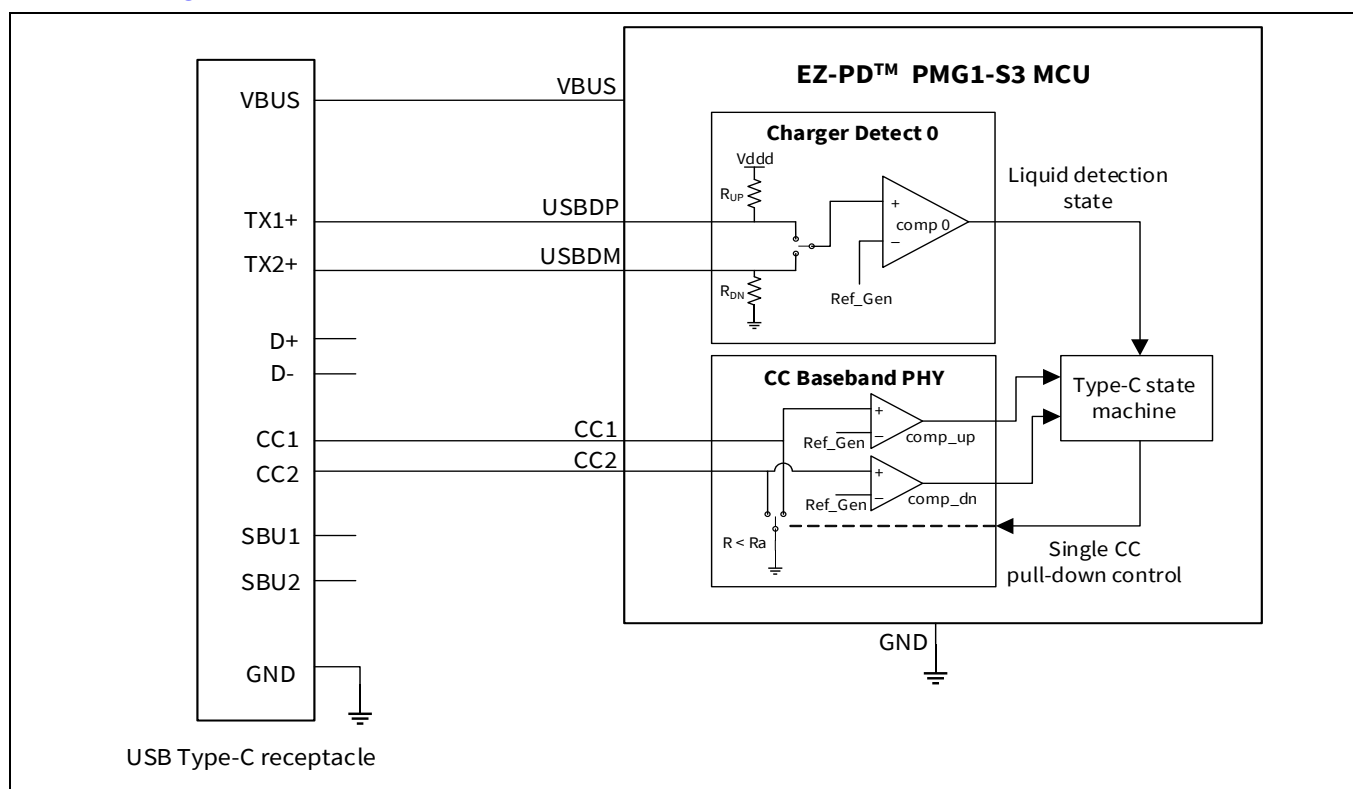 EZ-PD™ PMG1-S3 MCU
VBUS
VBUS
Charger Detect 0
Vddd
Liquid detection
state
RUP
USBDP
TX1+
+
comp 0
−
USBDM
TX2+
RDN
Ref_Gen
D+
D-
CC Baseband PHY
Type-C state
machine
+
CC1
CC1
Ref_Gen
−
comp_up
CC2
CC2
+
Ref_Gen
−
comp_dn
SBU1
R < Ra
Single CC
pull-down control
SBU2
GND
GND
USB Type-C receptacle